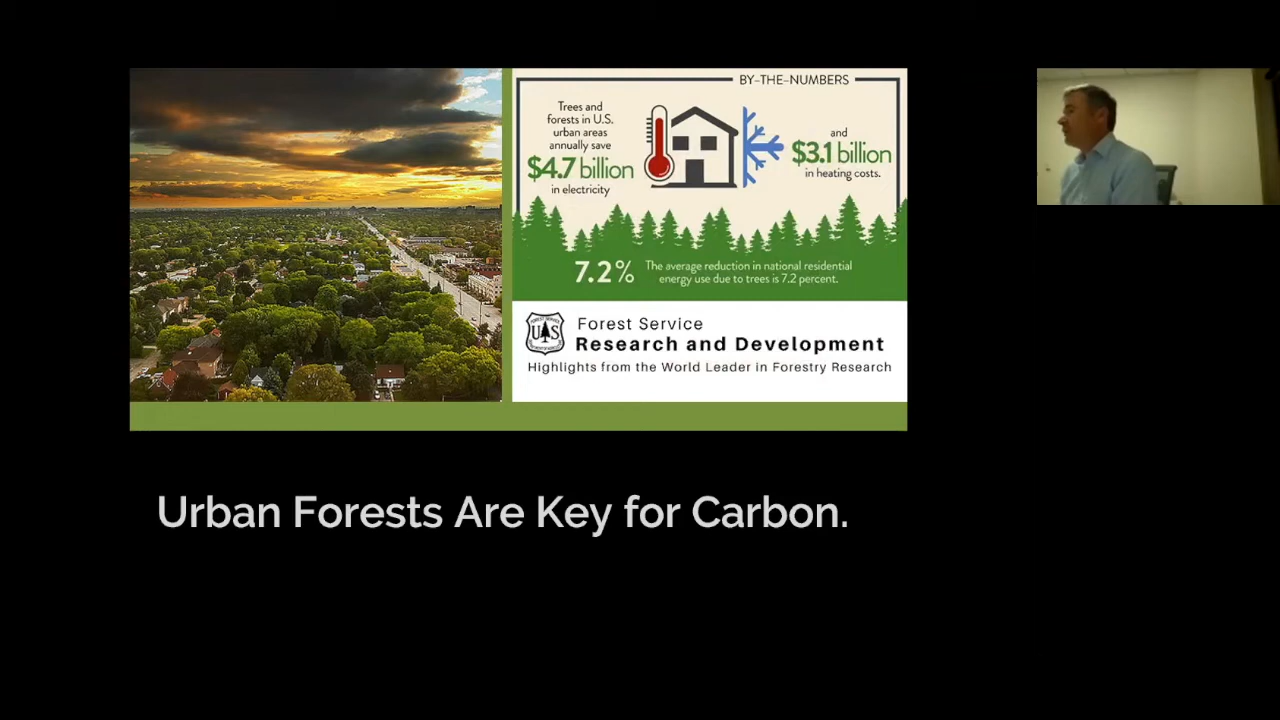 BY-THE-NUMBERS
Trees and
forests in U.S.
urban areas
annually save
$4.7 billion
in electricity
and
$3.1 billion
in heating costs.
7.2%
The average reduction in national residential
energy use due to trees is 7.2 percent.
U S
Forest Service
Research and Development
Highlights from the World Leader in Forestry Research
Urban Forests Are Key for Carbon.